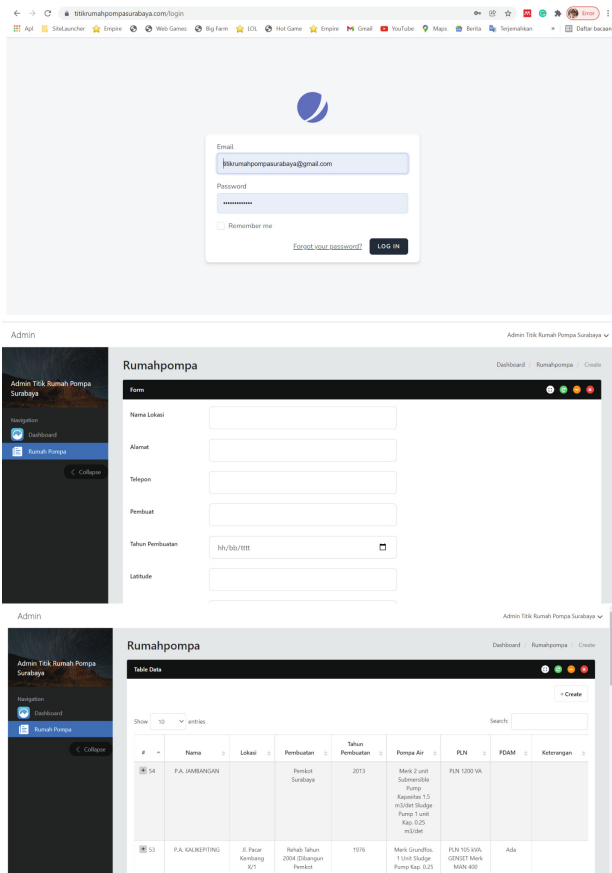 titikrumahpompasurabaya.com/login
Error
Apl SiteLauncher Empire Web Games Big Farm LOL Hot Game Empire Gmail YouTube Maps Berita Terjemahkan » Daftar bacaan
Email
titikrumahpompasurabaya@gmail.com
Password
•••••••••••••
Remember me
Forgot your password? LOG IN
Admin
Admin Titik Rumah Pompa Surabaya
Admin Titik Rumah Pompa Surabaya
Navigation
Dashboard
Rumah Pompa
Collapse
Rumahpompa
Dashboard / Rumahpompa / Create
Form
Nama Lokasi
Alamat
Telepon
Pembuat
Tahun Pembuatan
hh/bb/tttt
Latitude
Admin
Admin Titik Rumah Pompa Surabaya
Admin Titik Rumah Pompa Surabaya
Navigation
Dashboard
Rumah Pompa
Collapse
Rumahpompa
Dashboard / Rumahpompa / Create
Table Data
+ Create
Show 10 entries
Search:
# Nama Lokasi Pembuatan Tahun Pembuatan Pompa Air PLN PDAM Keterangan
54 P.A. JAMBANGAN Pemkot Surabaya 2013 Merk 2 unit Submersible Pump Kapasitas 1.5 m3/det Sludge Pump 1 unit Kap. 0.25 m3/det PLN 1200 VA
53 P.A. KALIKEPITING Jl. Pacar Kembang X/1 Rehab Tahun 2004 (Dibangun Pemkot 1976 Merk Grundfos. 1 Unit Sludge Pump Kap. 0.25 PLN 105 kVA. GENSET Merk MAN 400 Ada